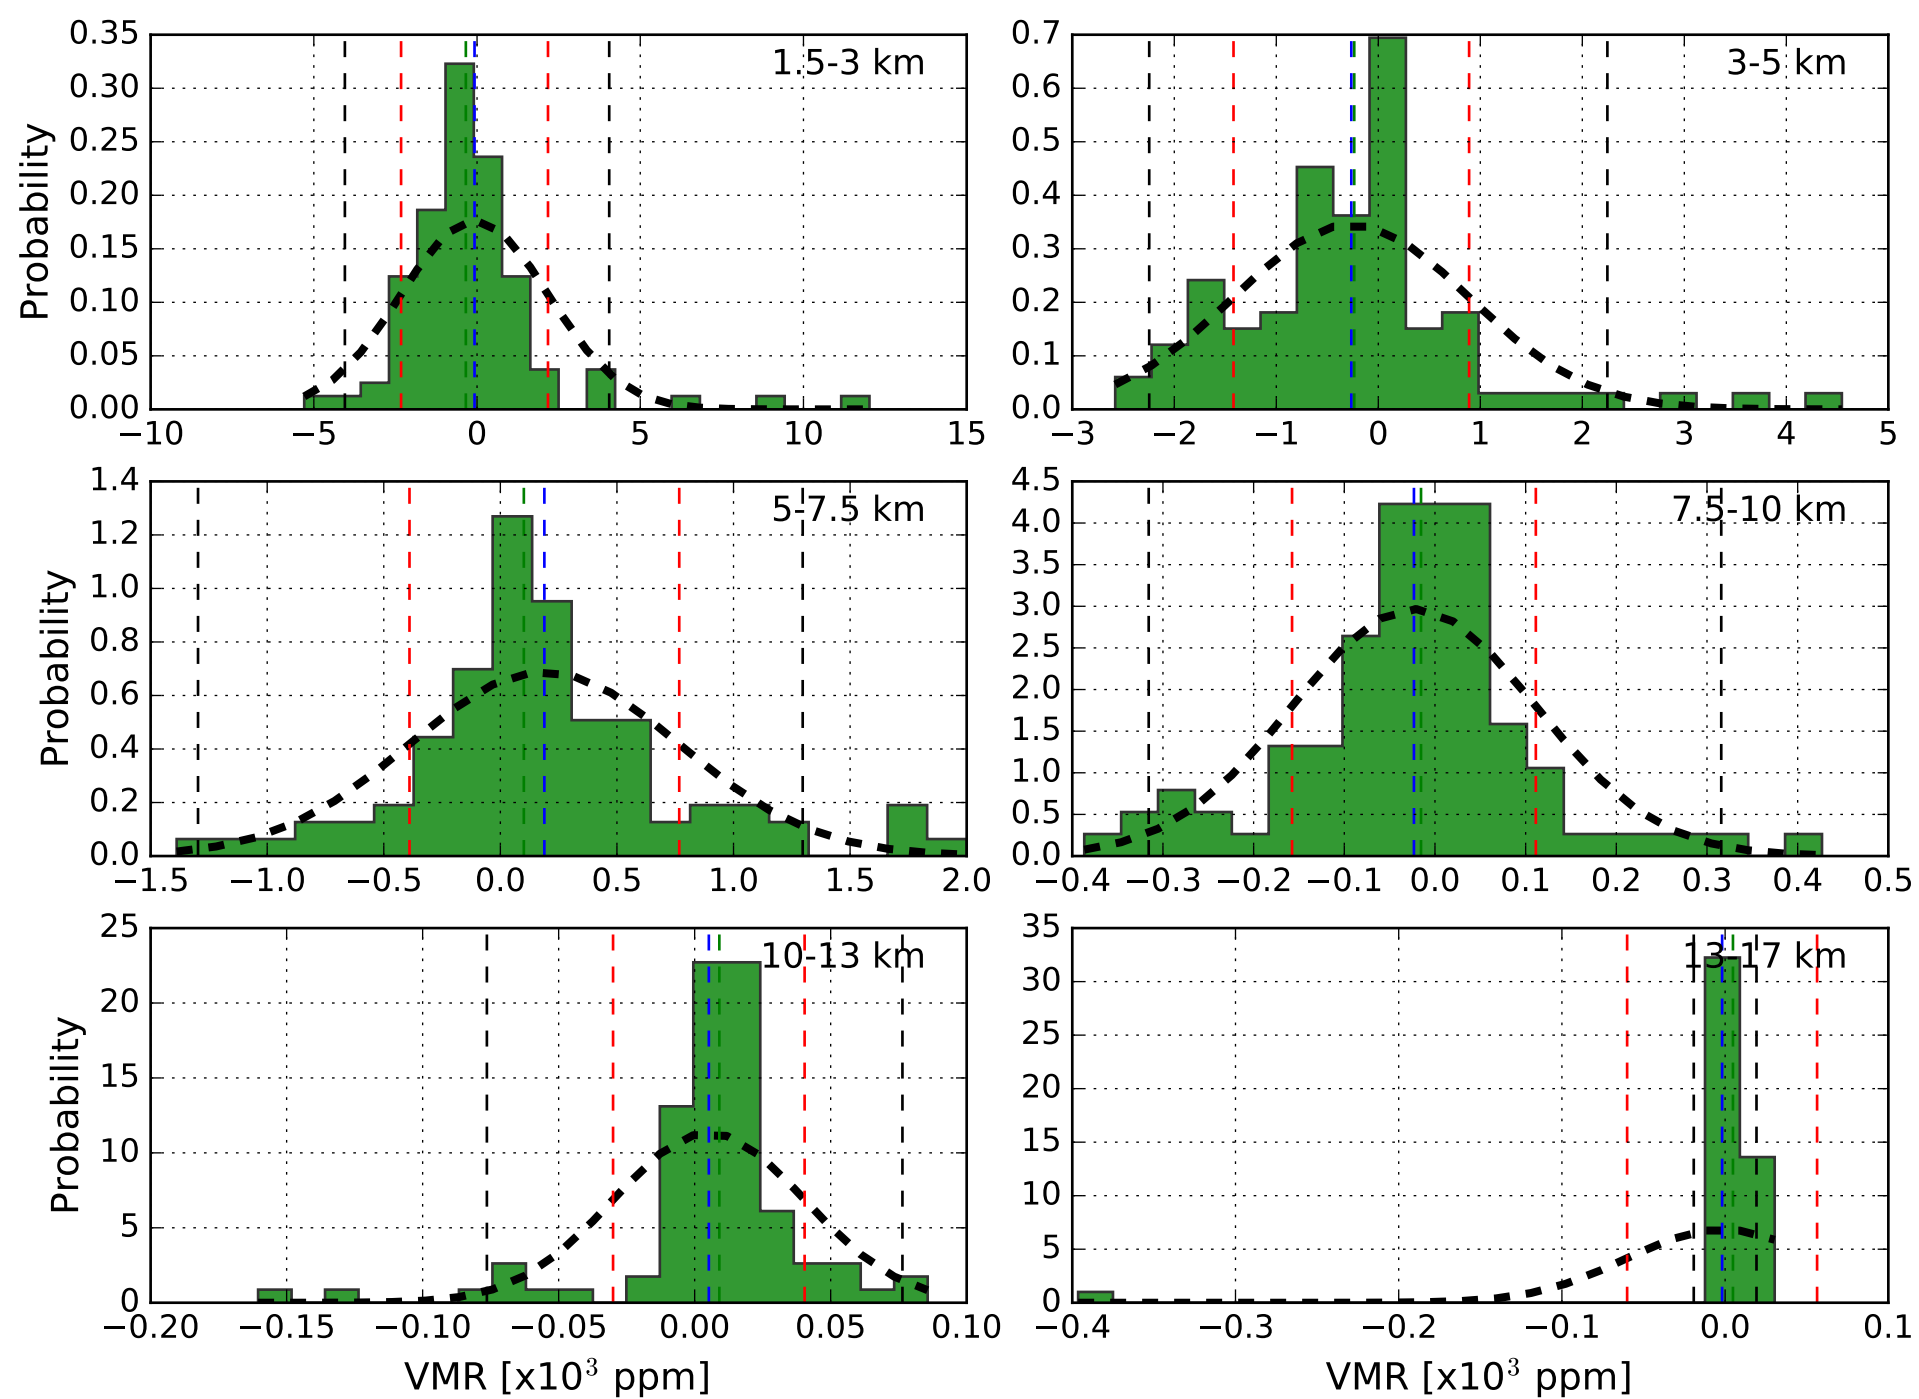 1.5-3 km
Probability
0.35
0.30
0.25
0.20
0.15
0.10
0.05
0.00
−10 −5 0 5 10 15
3-5 km
0.7
0.6
0.5
0.4
0.3
0.2
0.1
0.0
−3 −2 −1 0 1 2 3 4 5
5-7.5 km
Probability
1.4
1.2
1.0
0.8
0.6
0.4
0.2
0.0
−1.5 −1.0 −0.5 0.0 0.5 1.0 1.5 2.0
7.5-10 km
4.5
4.0
3.5
3.0
2.5
2.0
1.5
1.0
0.5
0.0
−0.4 −0.3 −0.2 −0.1 0.0 0.1 0.2 0.3 0.4 0.5
10-13 km
Probability
25
20
15
10
5
0
−0.20 −0.15 −0.10 −0.05 0.00 0.05 0.10
VMR [x10³ ppm]
13-17 km
35
30
25
20
15
10
5
0
−0.4 −0.3 −0.2 −0.1 0.0 0.1
VMR [x10³ ppm]